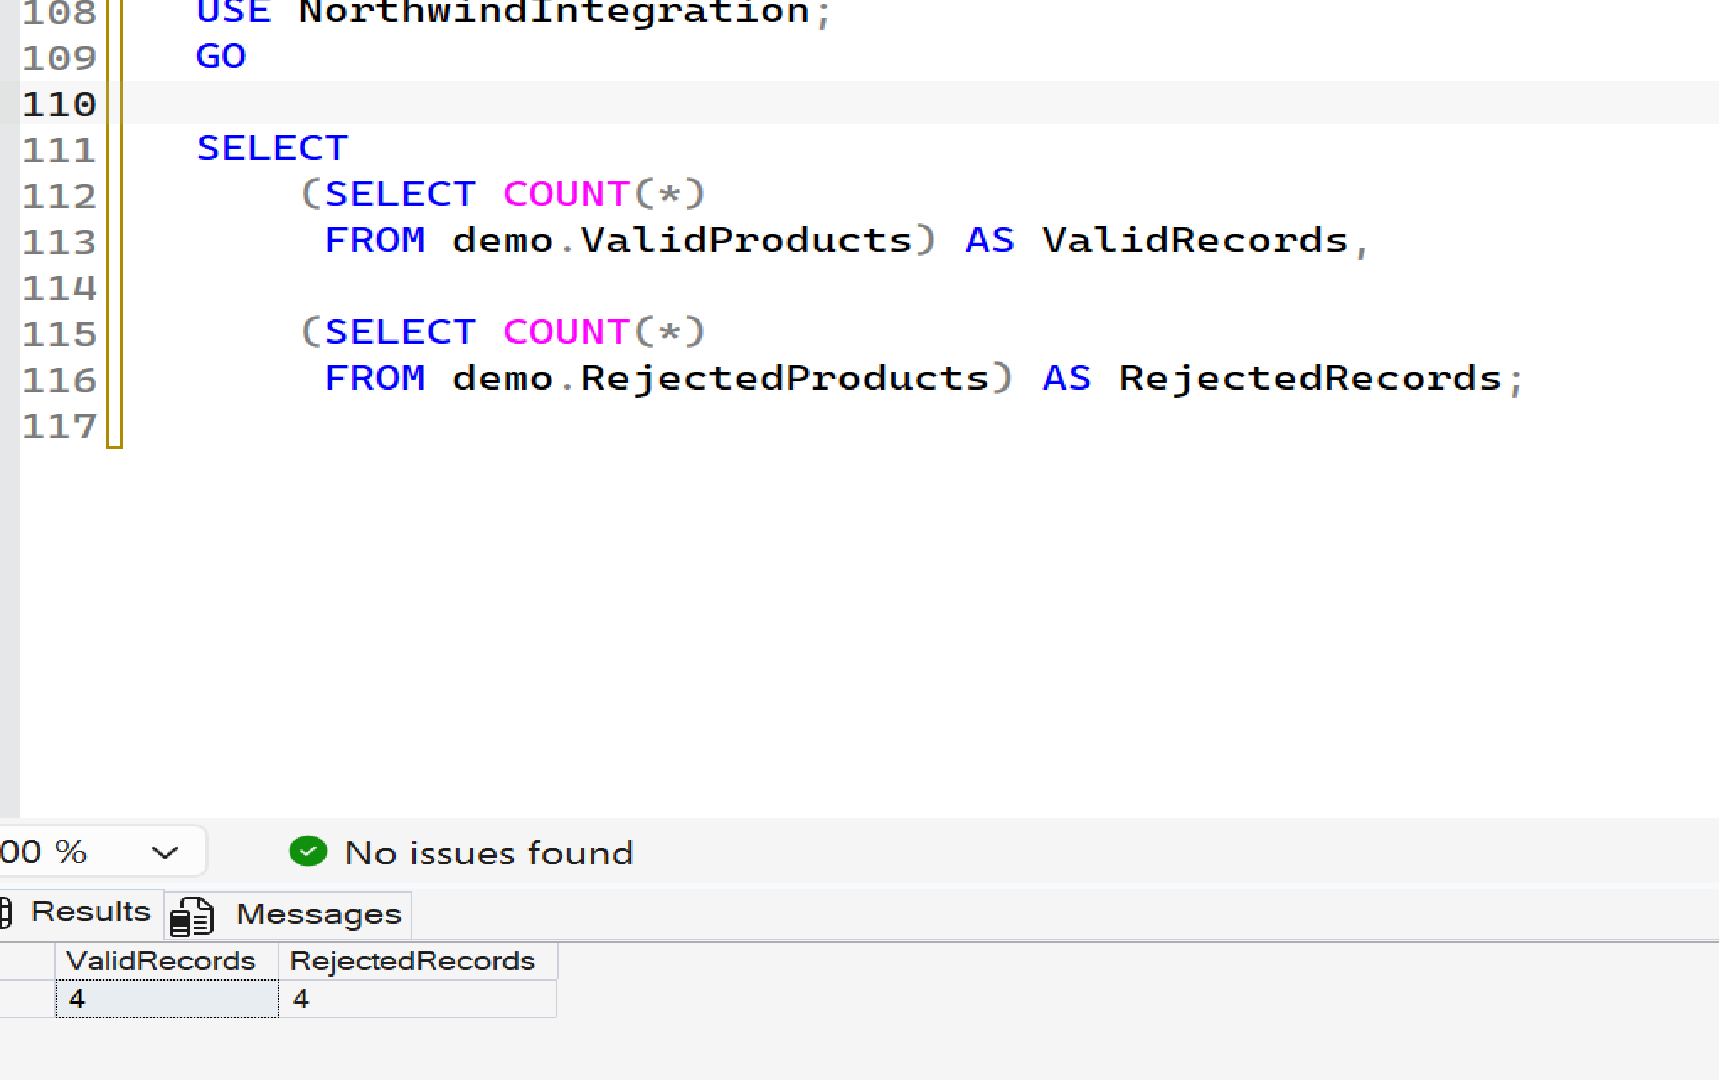 108 USE NorthwindIntegration;
109 GO
110
111 SELECT
112 (SELECT COUNT(*)
113 FROM demo.ValidProducts) AS ValidRecords,
114
115 (SELECT COUNT(*)
116 FROM demo.RejectedProducts) AS RejectedRecords;
117
00 % No issues found
Results Messages
ValidRecords RejectedRecords
4 4